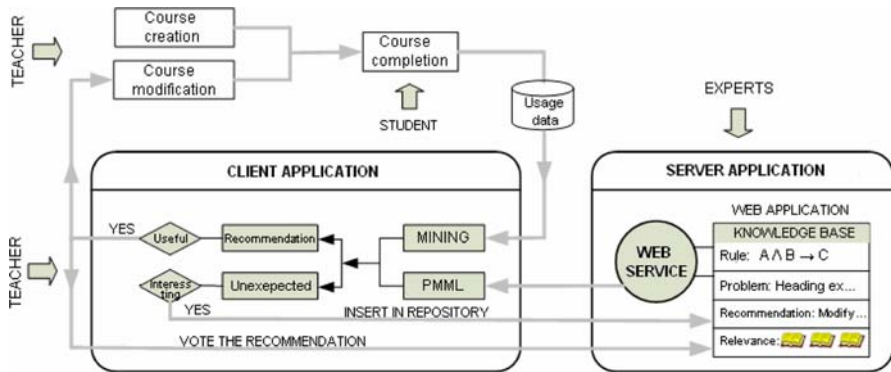 TEACHER
Course
creation
Course
modification
Course
completion
STUDENT
Usage
data
EXPERTS
TEACHER
CLIENT APPLICATION
YES
Useful
Recommendation
MINING
Interess
ting
Unexepected
PMML
YES
INSERT IN REPOSITORY
VOTE THE RECOMMENDATION
SERVER APPLICATION
WEB APPLICATION
WEB
SERVICE
KNOWLEDGE BASE
Rule: A Λ B → C
Problem: Heading ex...
Recommendation: Modify...
Relevance: